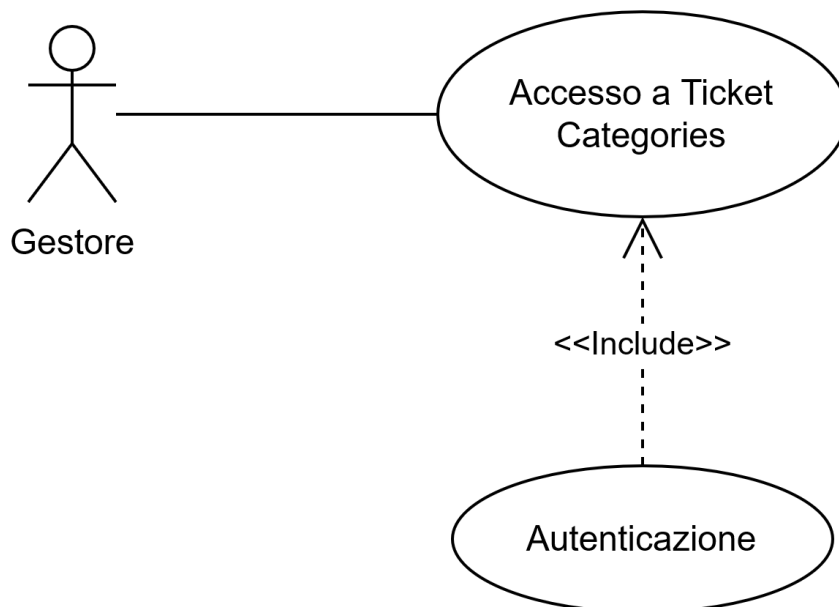 Accesso a Ticket
Categories
Gestore
<<Include>>
Autenticazione